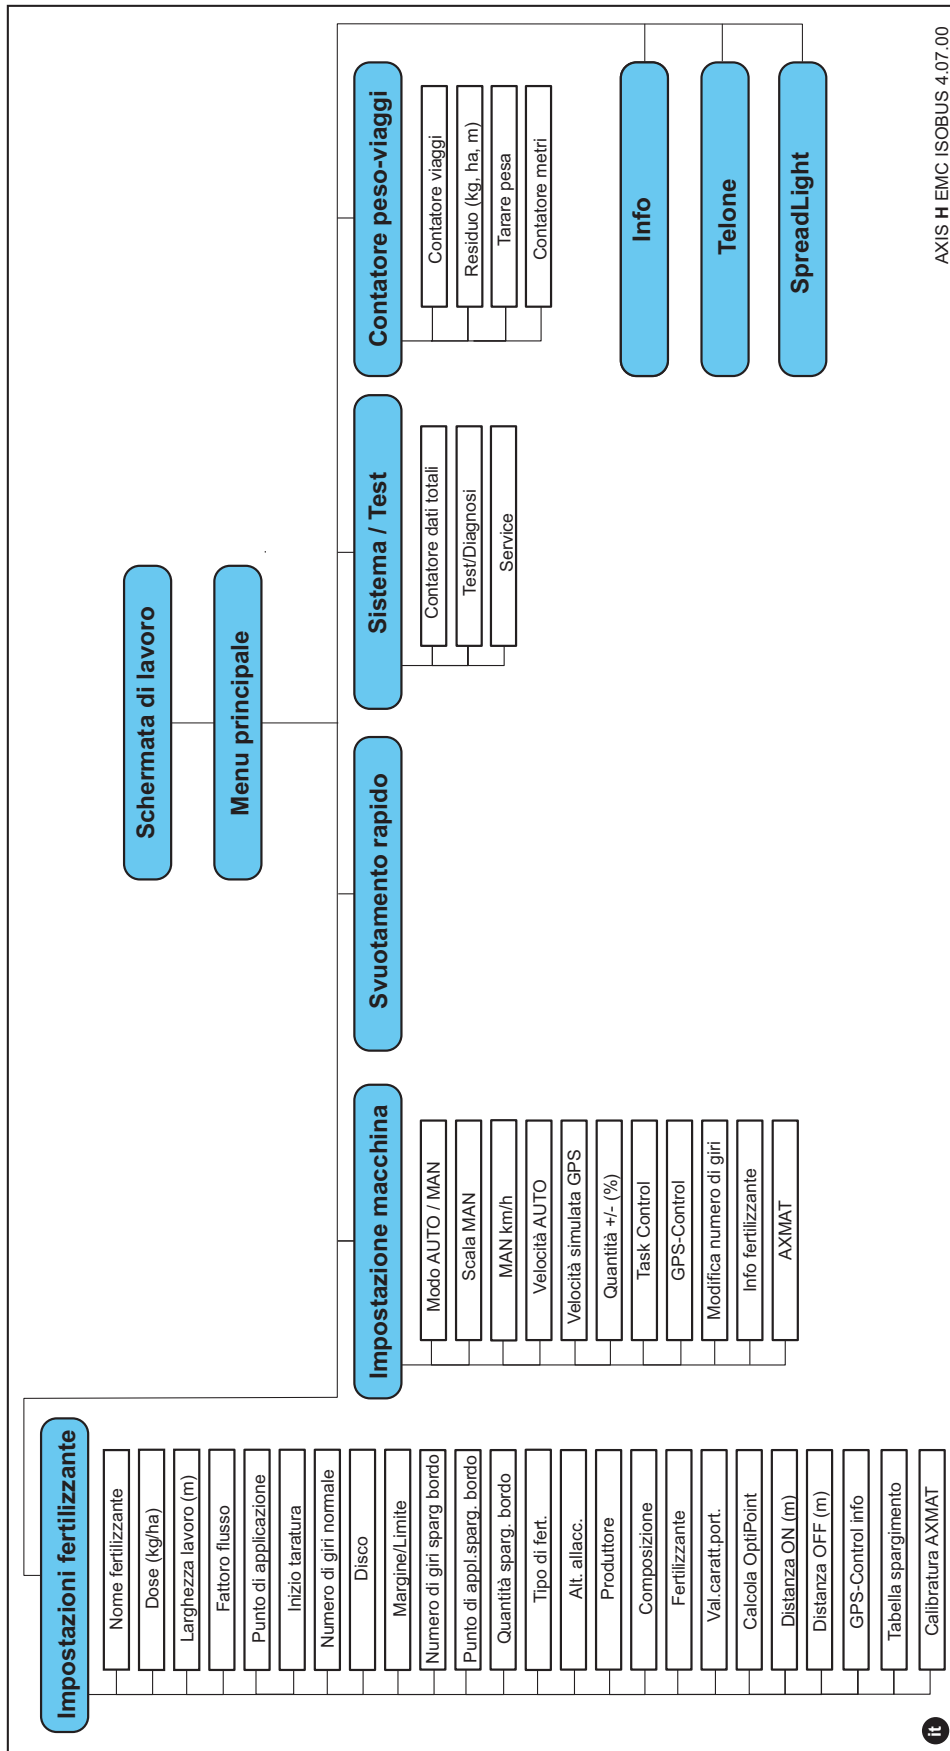 Schermata di lavoro
Menu principale
Impostazioni fertilizzante
Nome fertilizzante
Dose (kg/ha)
Larghezza lavoro (m)
Fattoro flusso
Punto di applicazione
Inizio taratura
Numero di giri normale
Disco
Margine/Limite
Numero di giri sparg bordo
Punto di appl.sparg. bordo
Quantità sparg. bordo
Tipo di fert.
Alt. allacc.
Produttore
Composizione
Fertilizzante
Val.caratt.port.
Calcola OptiPoint
Distanza ON (m)
Distanza OFF (m)
GPS-Control info
Tabella spargimento
Calibratura AXMAT
Impostazione macchina
Modo AUTO / MAN
Scala MAN
MAN km/h
Velocità AUTO
Velocità simulata GPS
Quantità +/- (%)
Task Control
GPS-Control
Modifica numero di giri
Info fertilizzante
AXMAT
Svuotamento rapido
Sistema / Test
Contatore dati totali
Test/Diagnosi
Service
Contatore peso-viaggi
Contatore viaggi
Residuo (kg, ha, m)
Tarare pesa
Contatore metri
Info
Telone
SpreadLight
it
AXIS H EMC ISOBUS 4.07.00